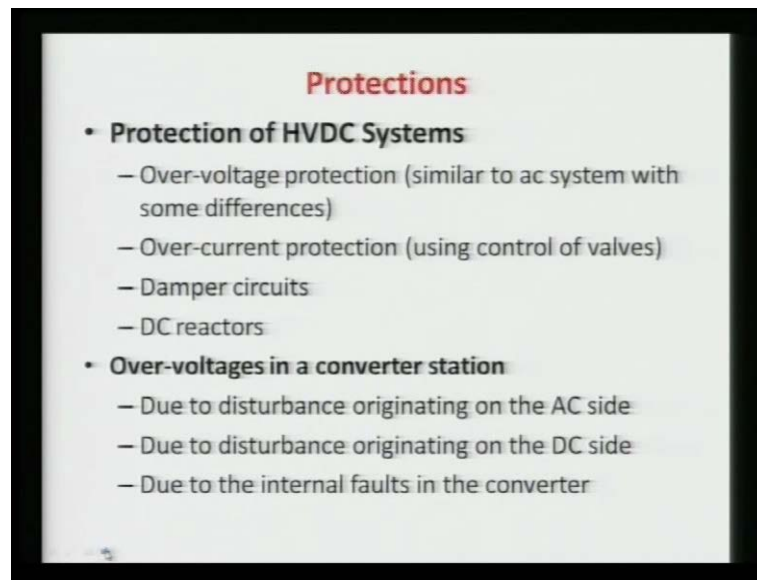 Protections
• Protection of HVDC Systems
– Over-voltage protection (similar to ac system with
some differences)
– Over-current protection (using control of valves)
– Damper circuits
– DC reactors
• Over-voltages in a converter station
– Due to disturbance originating on the AC side
– Due to disturbance originating on the DC side
– Due to the internal faults in the converter